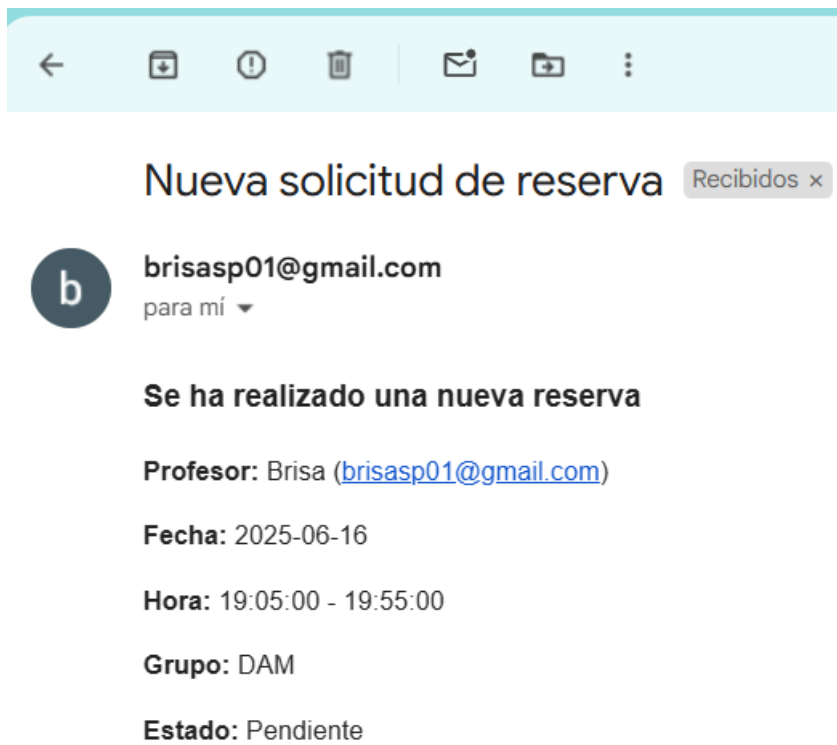 Nueva solicitud de reserva Recibidos ×
b
brisasp01@gmail.com
para mí
Se ha realizado una nueva reserva
Profesor: Brisa (brisasp01@gmail.com)
Fecha: 2025-06-16
Hora: 19:05:00 - 19:55:00
Grupo: DAM
Estado: Pendiente